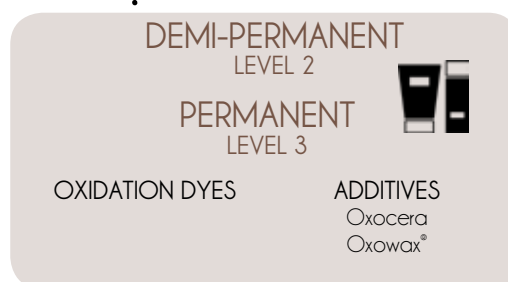 DEMI-PERMANENT
LEVEL 2
PERMANENT
LEVEL 3
OXIDATION DYES
ADDITIVES
Oxocera
Oxowax®